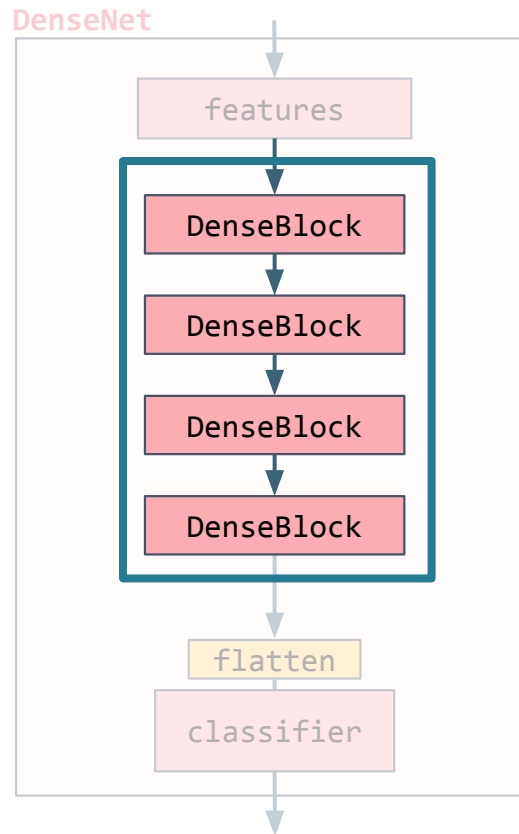 DenseNet
features
DenseBlock
DenseBlock
DenseBlock
DenseBlock
flatten
classifier